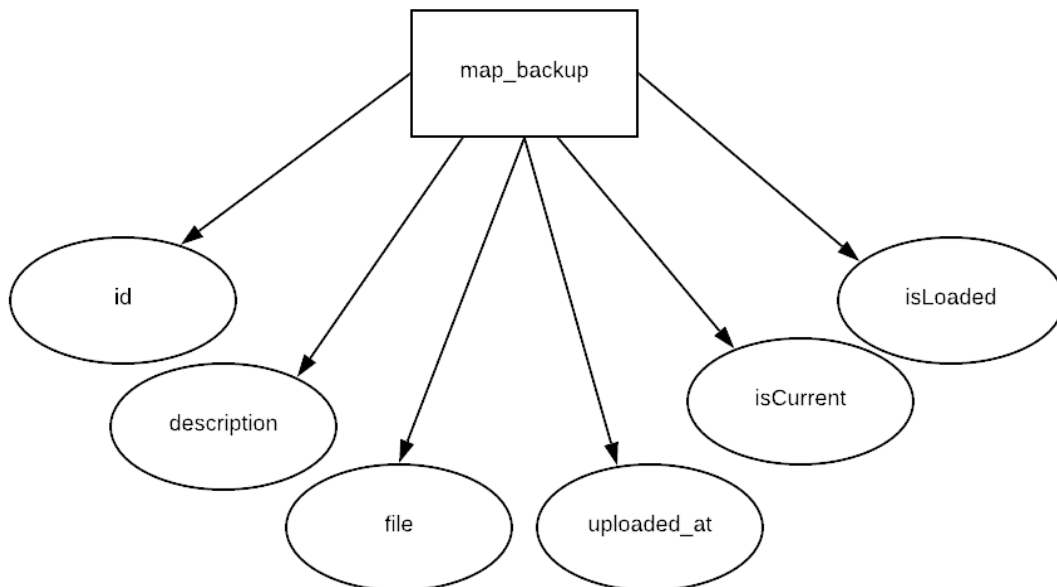 map_backup
id
description
file
uploaded_at
isCurrent
isLoaded